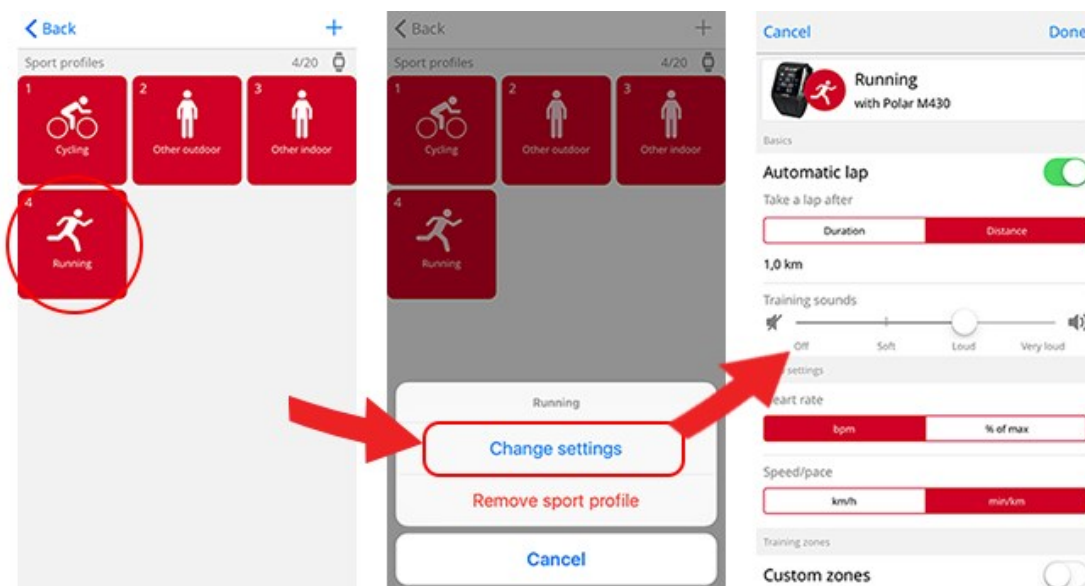 Back
+
Sport profiles 4/20
1 2 3
Cycling Other outdoor Other indoor
4
Running
Back
+
Sport profiles 4/20
1 2 3
Cycling Other outdoor Other indoor
4
Running
Running
Change settings
Remove sport profile
Cancel
Cancel Done
Running
with Polar M430
Basics
Automatic lap
Take a lap after
Duration Distance
1,0 km
Training sounds
Off Soft Loud Very loud
settings
eart rate
bpm % of max
Speed/pace
km/h min/km
Training zones
Custom zones